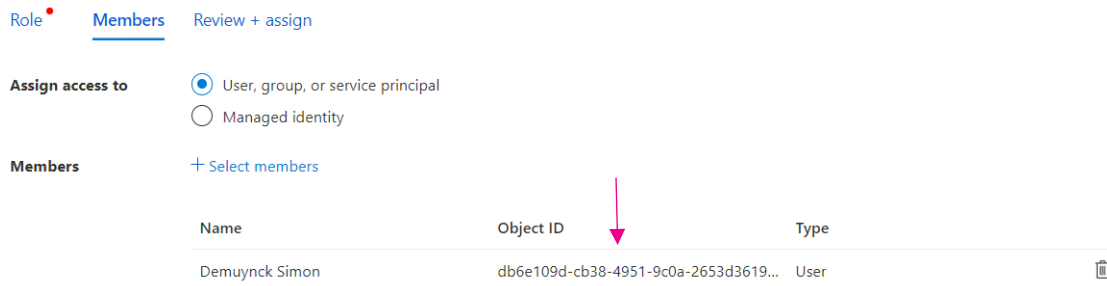 Role Members Review + assign
Assign access to User, group, or service principal
Managed identity
Members + Select members
Name Object ID Type
Demuynck Simon db6e109d-cb38-4951-9c0a-2653d3619... User